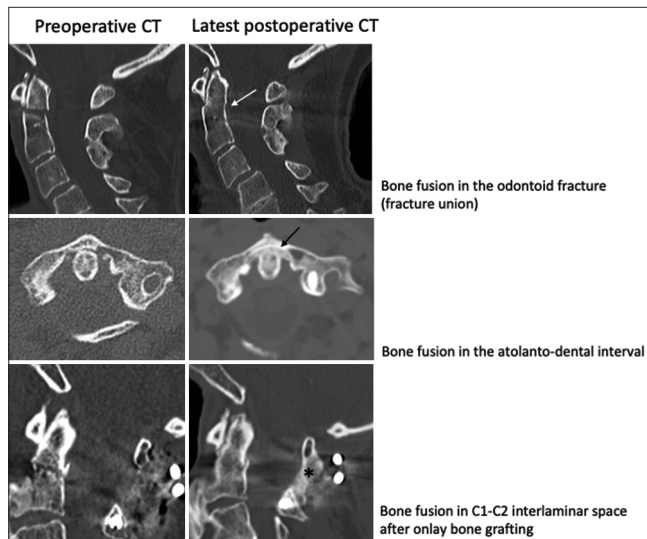 Preoperative CT
Latest postoperative CT
Bone fusion in the odontoid fracture
(fracture union)
Bone fusion in the atolanto-dental interval
*
Bone fusion in C1-C2 interlaminar space
after onlay bone grafting